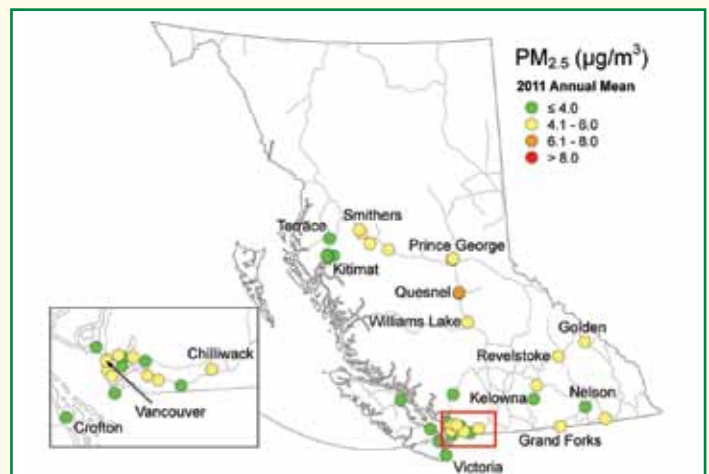 PM2.5 (µg/m3)
2011 Annual Mean
≤ 4.0
4.1 - 6.0
6.1 - 8.0
> 8.0
Smithers
Terrace
Prince George
Kitimat
Quesnel
Williams Lake
Golden
Revelstoke
Chilliwack
Kelowna
Nelson
Vancouver
Crofton
Grand Forks
Victoria